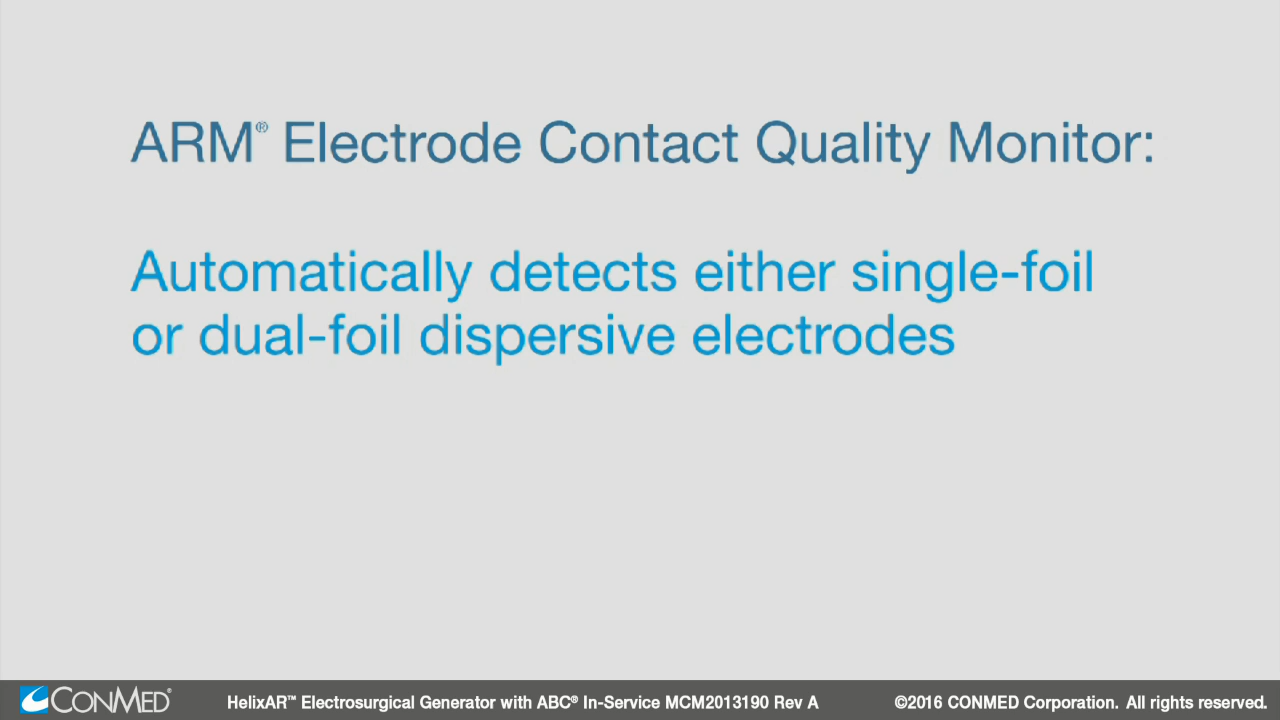 ARM® Electrode Contact Quality Monitor:
Automatically detects either single-foil
or dual-foil dispersive electrodes
CONMED® HelixAR™ Electrosurgical Generator with ABC® In-Service MCM2013190 Rev A ©2016 CONMED Corporation. All rights reserved.